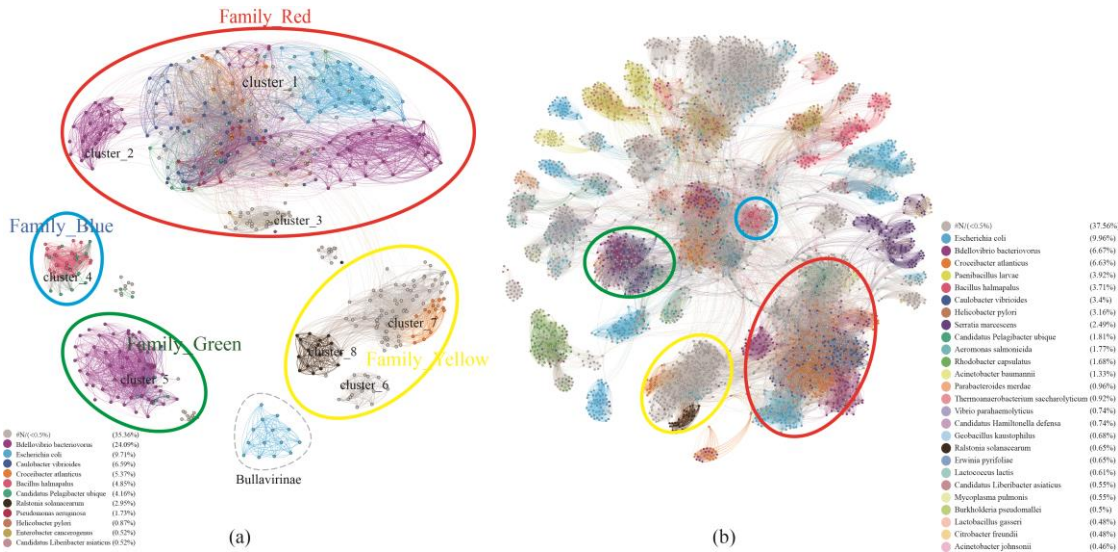 Family_Red
cluster_1
cluster_2
cluster_3
Family_Blue
cluster_4
cluster_7
Family_Green
cluster_8
Family_Yellow
cluster_5
cluster_6
Bullavirinae
#N/(<0.5%) (35.36%)
Bdellovibrio bacteriovorus (24.09%)
Escherichia coli (9.71%)
Caulobacter vibrioides (6.59%)
Croceibacter atlanticus (5.37%)
Bacillus halmapalus (4.85%)
Candidatus Pelagibacter ubique (4.16%)
Ralstonia solanacearum (2.95%)
Pseudomonas aeruginosa (1.73%)
Helicobacter pylori (0.87%)
Enterobacter cancerogenus (0.52%)
Candidatus Liberibacter asiaticus (0.52%)
(a)
#N/(<0.5%) (37.56%)
Escherichia coli (9.96%)
Bdellovibrio bacteriovorus (6.67%)
Croceibacter atlanticus (6.63%)
Paenibacillus larvae (3.92%)
Bacillus halmapalus (3.71%)
Caulobacter vibrioides (3.4%)
Helicobacter pylori (3.16%)
Serratia marcescens (2.49%)
Candidatus Pelagibacter ubique (1.81%)
Aeromonas salmonicida (1.77%)
Rhodobacter capsulatus (1.68%)
Acinetobacter baumannii (1.33%)
Parabacteroides merdae (0.96%)
Thermoanaerobacterium saccharolyticum (0.92%)
Vibrio parahaemolyticus (0.74%)
Candidatus Hamiltonella defensa (0.74%)
Geobacillus kaustophilus (0.68%)
Ralstonia solanacearum (0.65%)
Erwinia pyrifoliae (0.65%)
Lactococcus lactis (0.61%)
Candidatus Liberibacter asiaticus (0.55%)
Mycoplasma pulmonis (0.55%)
Burkholderia pseudomallei (0.5%)
Lactobacillus gasseri (0.48%)
Citrobacter freundii (0.48%)
Acinetobacter johnsonii (0.46%)
(b)